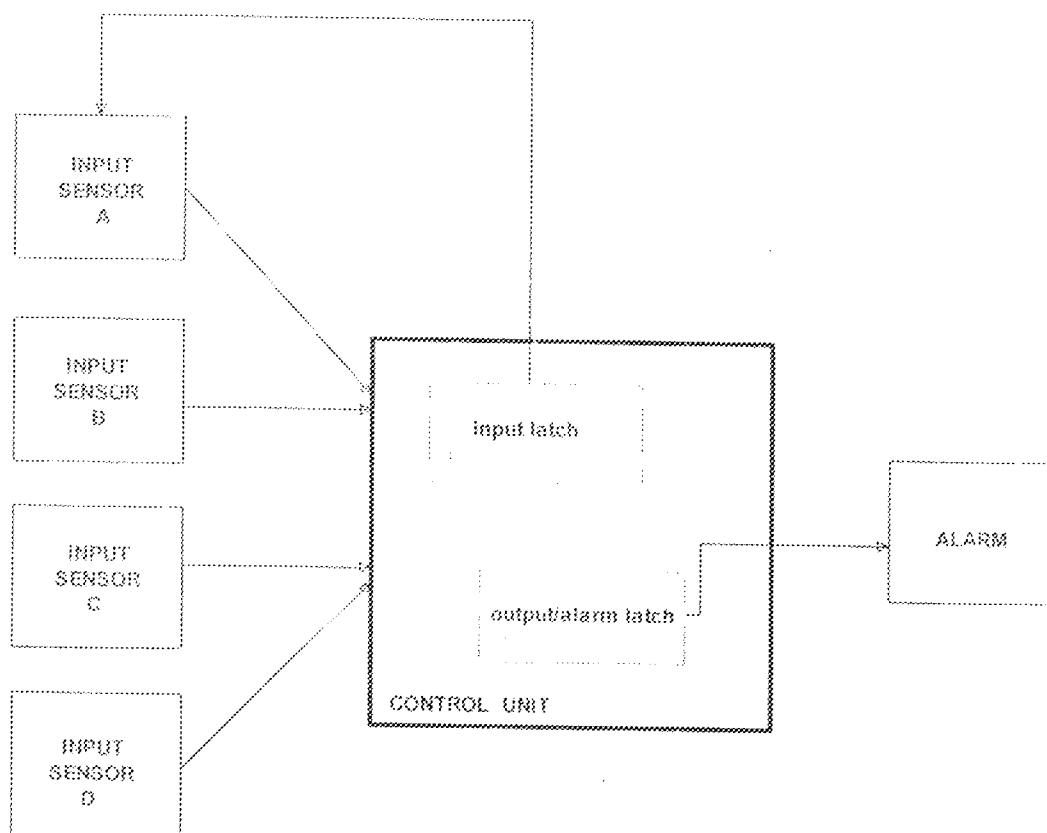 INPUT
SENSOR
A
INPUT
SENSOR
B
INPUT
SENSOR
C
INPUT
SENSOR
D
input latch
output/alarm latch
CONTROL UNIT
ALARM